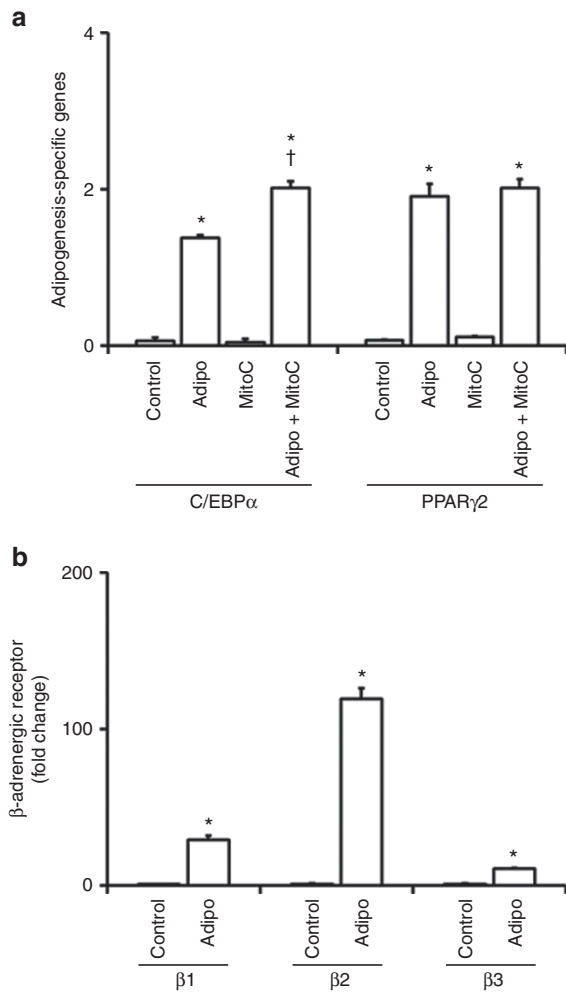 a
Adipogenesis-specific genes
4
2
0
*
*
†
*
*
Control
Adipo
MitoC
Adipo + MitoC
Control
Adipo
MitoC
Adipo + MitoC
C/EBPα
PPARγ2
b
β-adrenergic receptor
(fold change)
200
100
0
*
*
*
Control
Adipo
Control
Adipo
Control
Adipo
β1
β2
β3